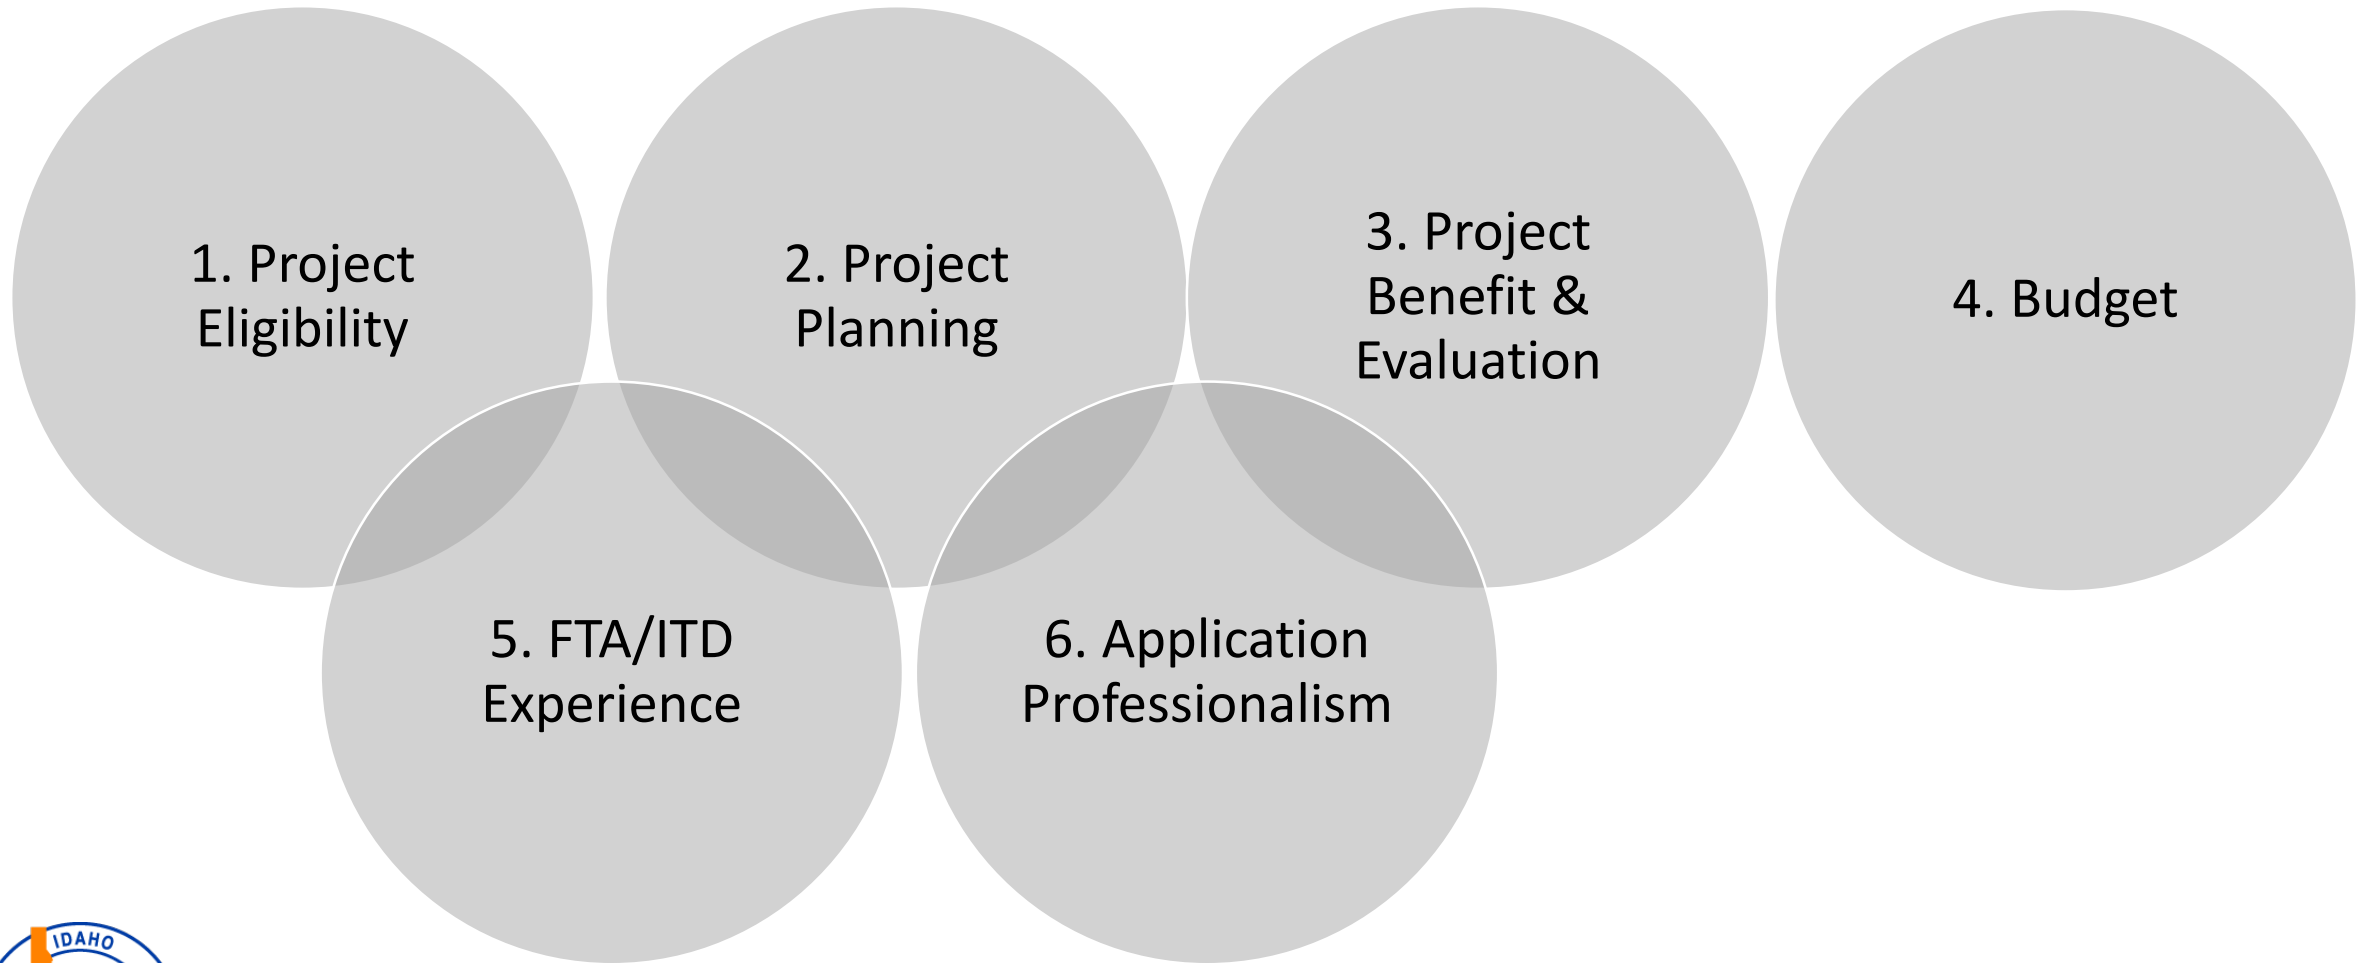 1. Project
Eligibility
2. Project
Planning
3. Project
Benefit &
Evaluation
4. Budget
5. FTA/ITD
Experience
6. Application
Professionalism
IDAHO